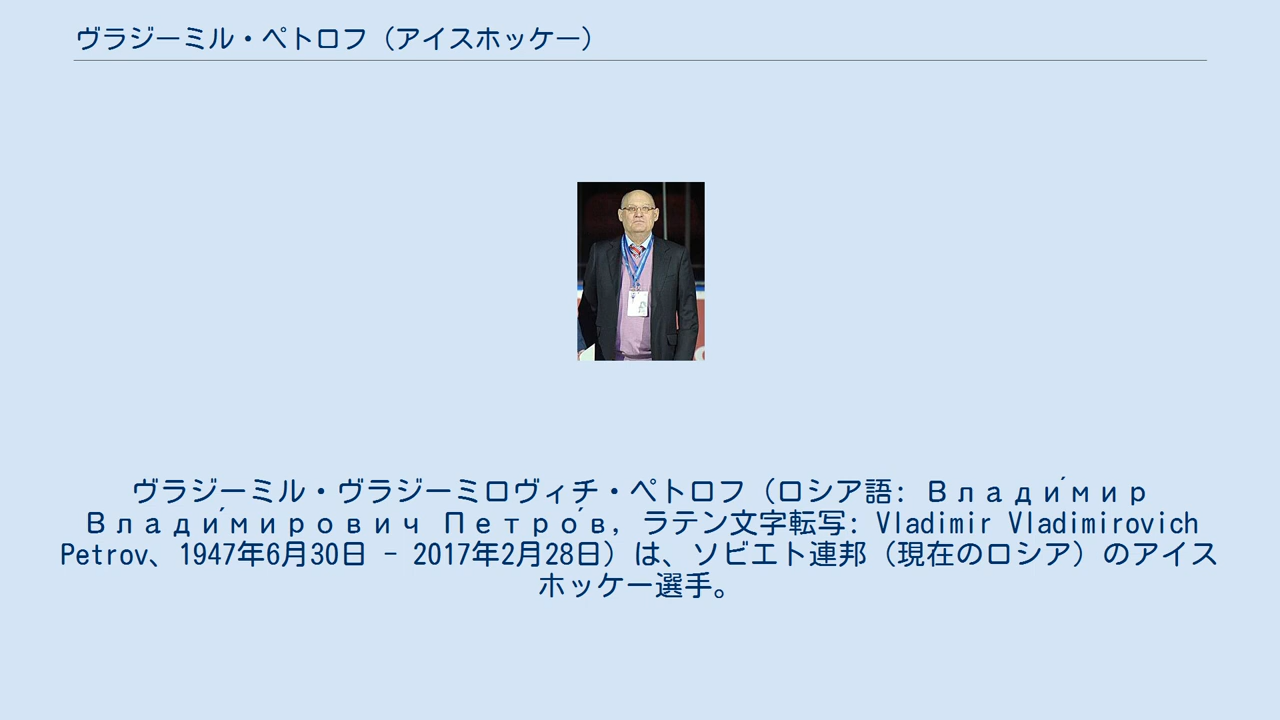 ヴラジーミル・ペトロフ（アイスホッケー）
ヴラジーミル・ヴラジーミロヴィチ・ペトロフ（ロシア語: Влади́мир
Влади́мирович Петро́в, ラテン文字転写: Vladimir Vladimirovich
Petrov、1947年6月30日 - 2017年2月28日）は、ソビエト連邦（現在のロシア）のアイス
ホッケー選手。